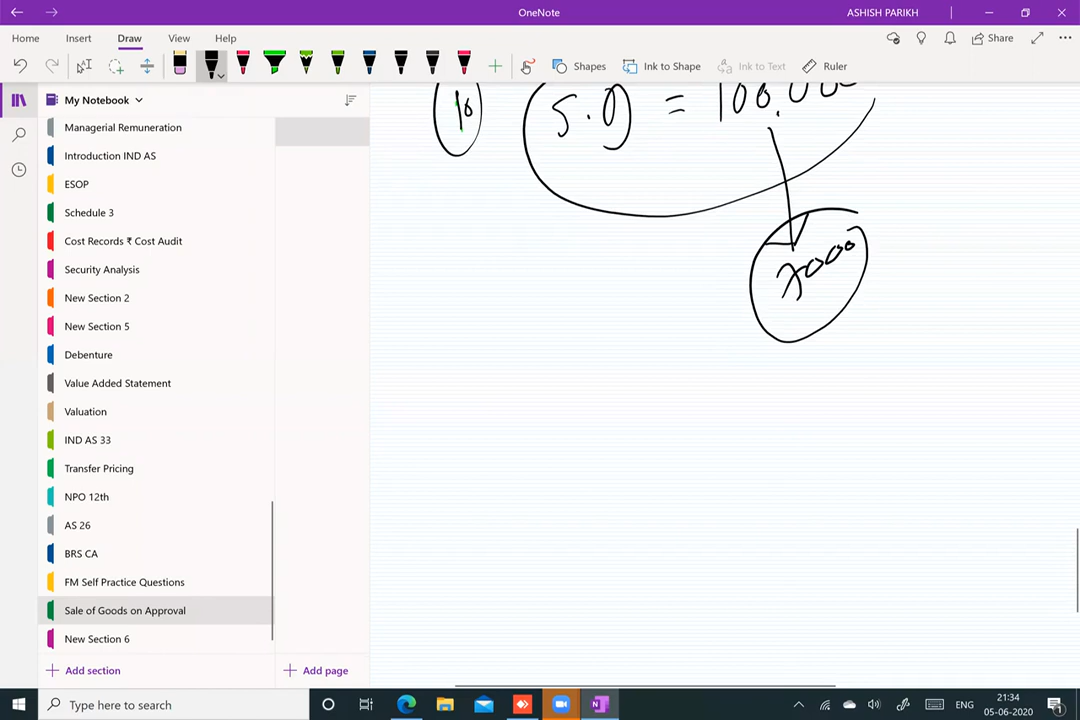 OneNote
ASHISH PARIKH
Home Insert Draw View Help
Share
Shapes
Ink to Shape
Ink to Text
Ruler
My Notebook
Managerial Remuneration
Introduction IND AS
ESOP
Schedule 3
Cost Records ₹ Cost Audit
Security Analysis
New Section 2
New Section 5
Debenture
Value Added Statement
Valuation
IND AS 33
Transfer Pricing
NPO 12th
AS 26
BRS CA
FM Self Practice Questions
Sale of Goods on Approval
New Section 6
+ Add section
+ Add page
10
S.D = 100.000
Type here to search
ENG
21:34
05-06-2020